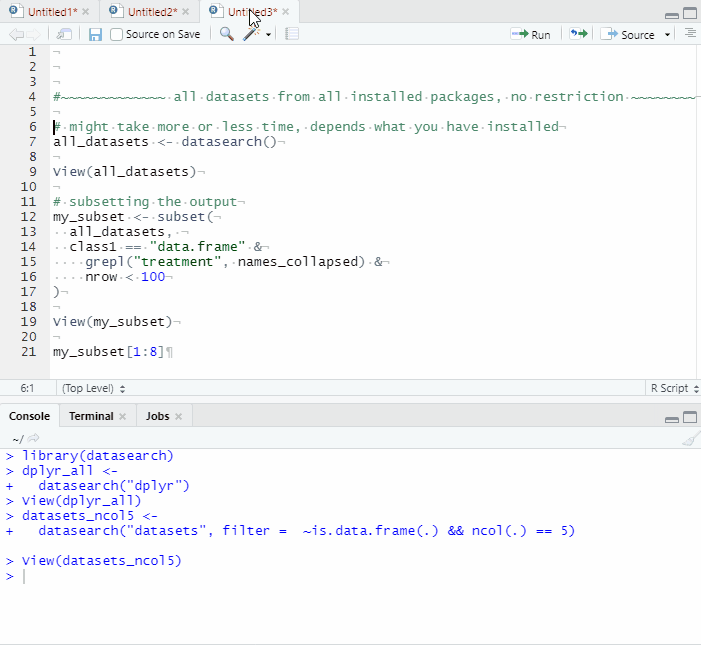 Untitled1* × Untitled2* × Untitled3* ×
Source on Save Run Source
1
2
3
4 #~~~~~~~~~~~~~ all datasets from all installed packages, no restriction ~~~~~~~~
5
6 # might take more or less time, depends what you have installed
7 all_datasets <- datasearch()
8
9 View(all_datasets)
10
11 # subsetting the output
12 my_subset <- subset(
13   all_datasets,
14   class1 == "data.frame" &
15     grepl("treatment", names_collapsed) &
16     nrow < 100
17 )
18
19 View(my_subset)
20
21 my_subset[1:8]
6:1 (Top Level) R Script
Console Terminal × Jobs ×
~/
> library(datasearch)
> dplyr_all <-
+   datasearch("dplyr")
> View(dplyr_all)
> datasets_ncol5 <-
+   datasearch("datasets", filter =  ~is.data.frame(.) && ncol(.) == 5)
> View(datasets_ncol5)
>